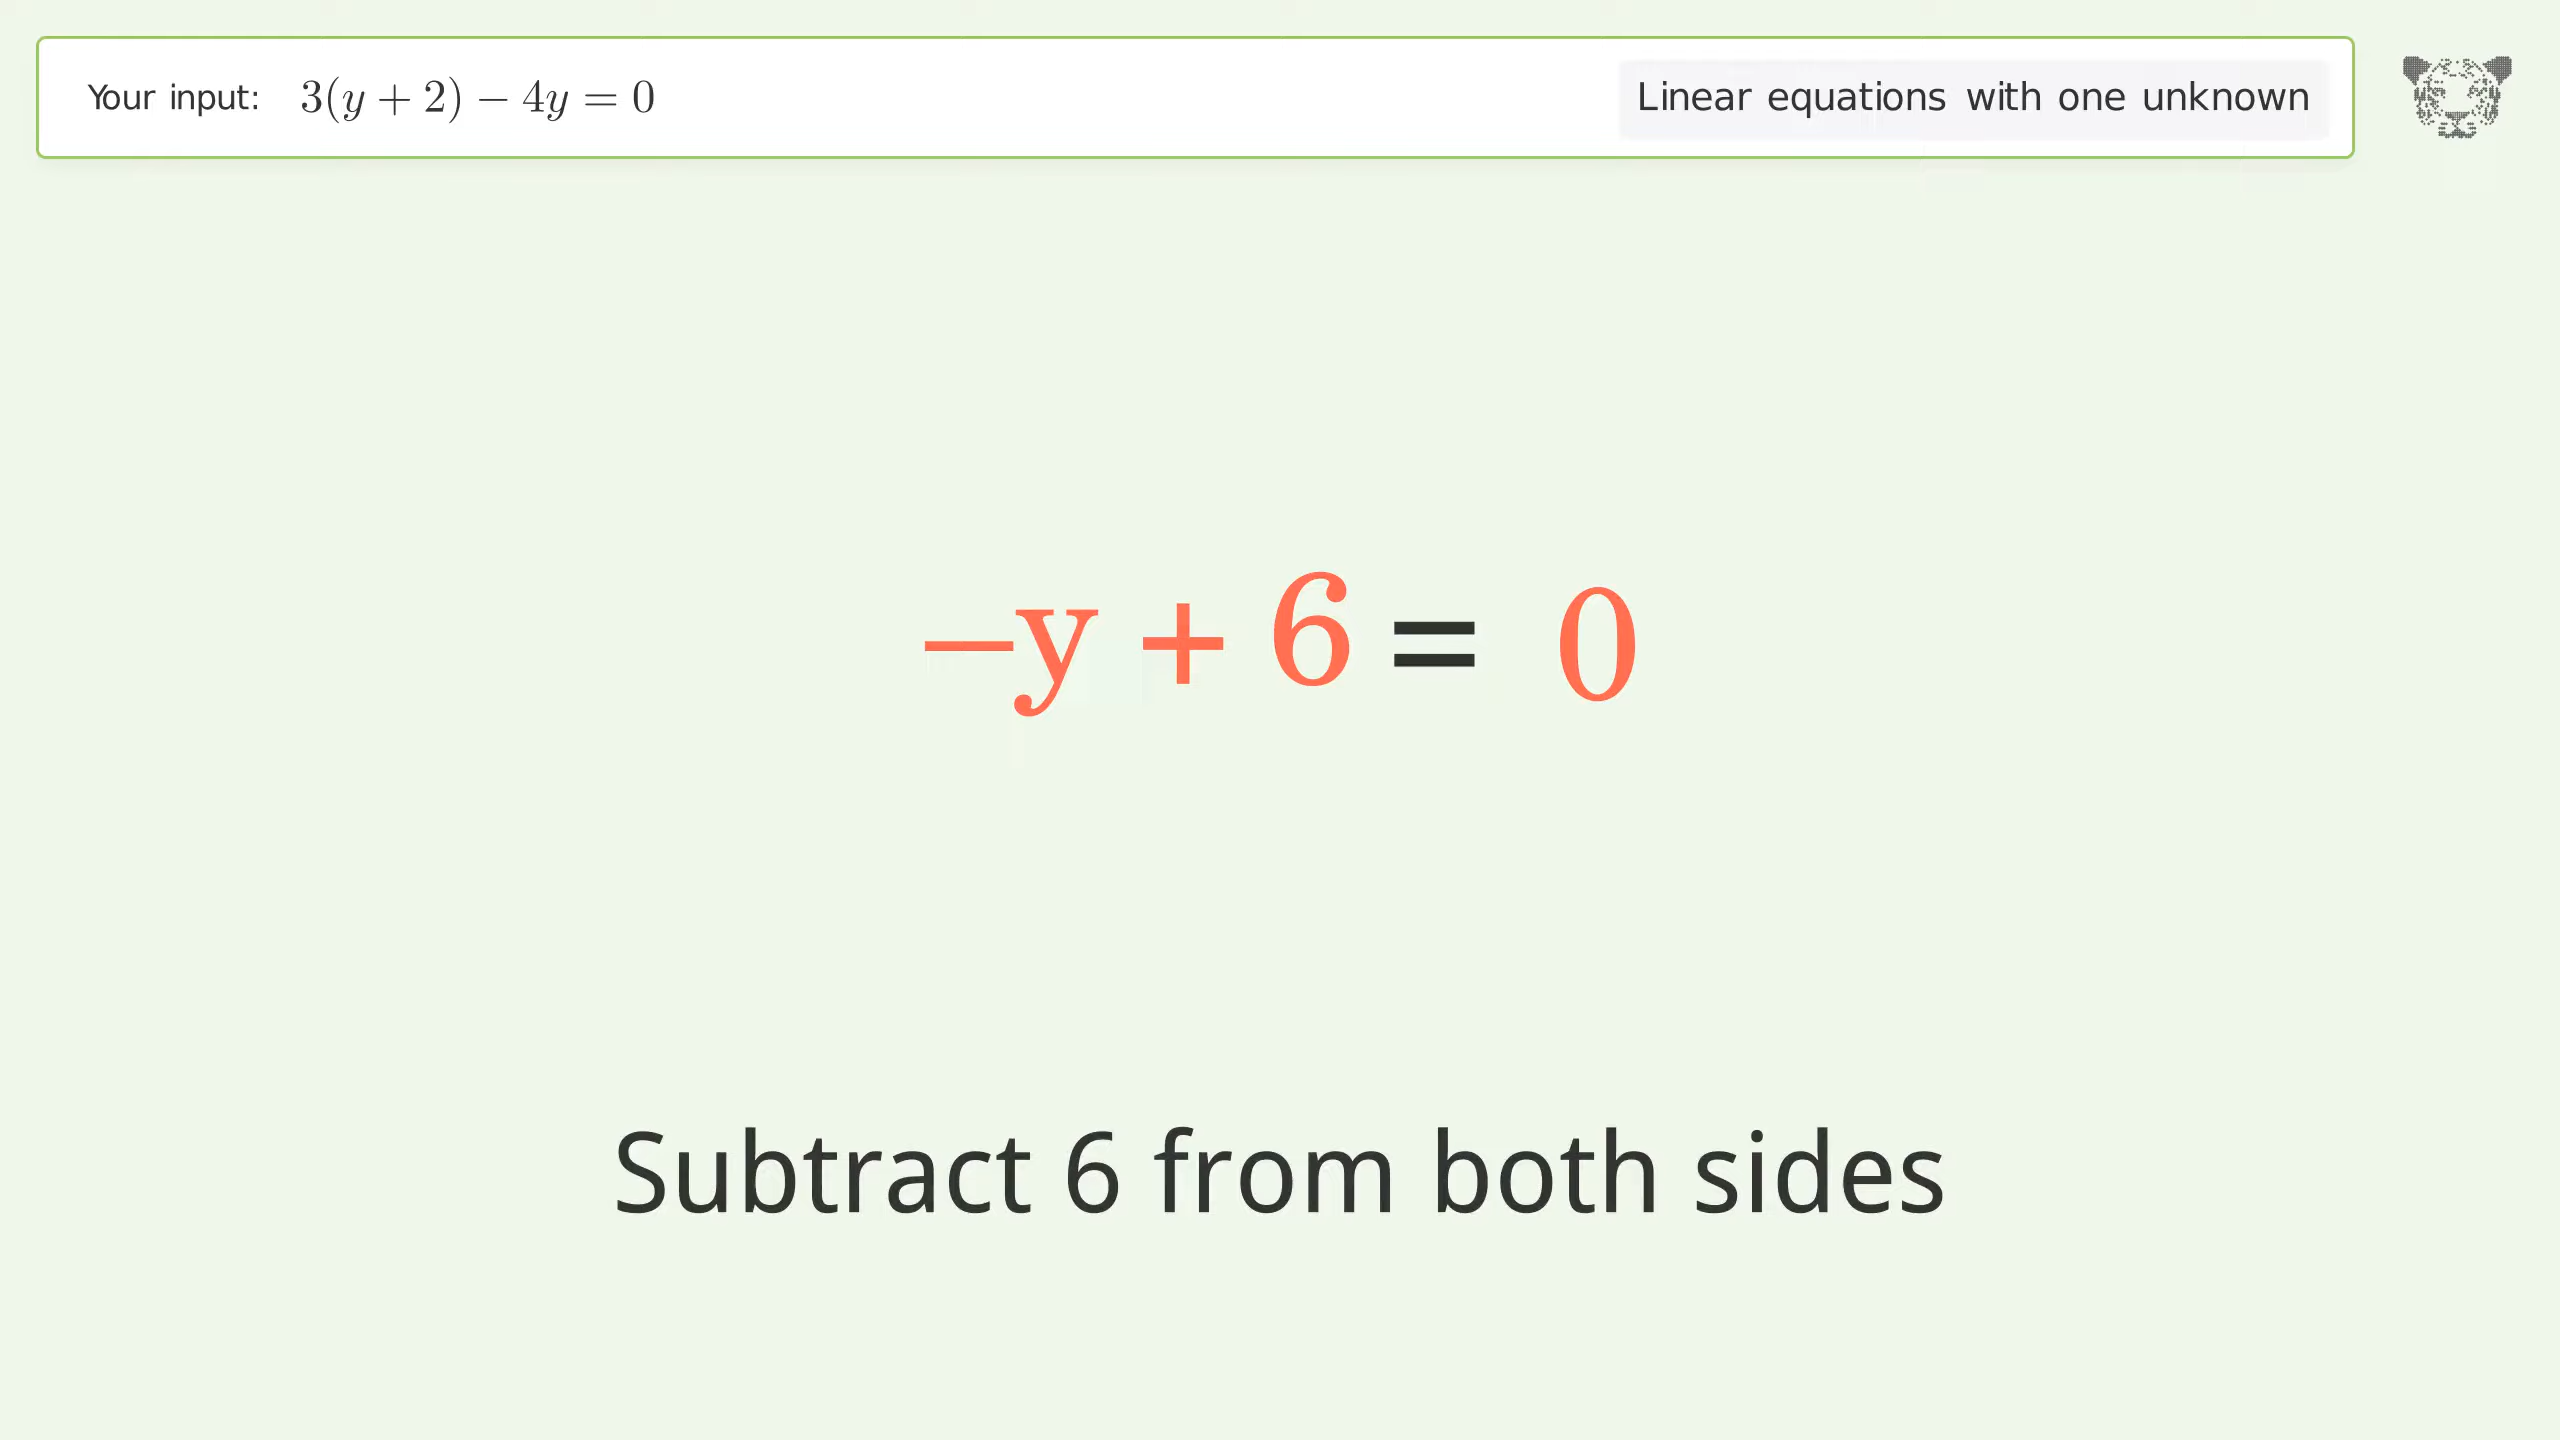 Your input: 3(y + 2) − 4y = 0
Linear equations with one unknown
−y + 6 = 0
Subtract 6 from both sides